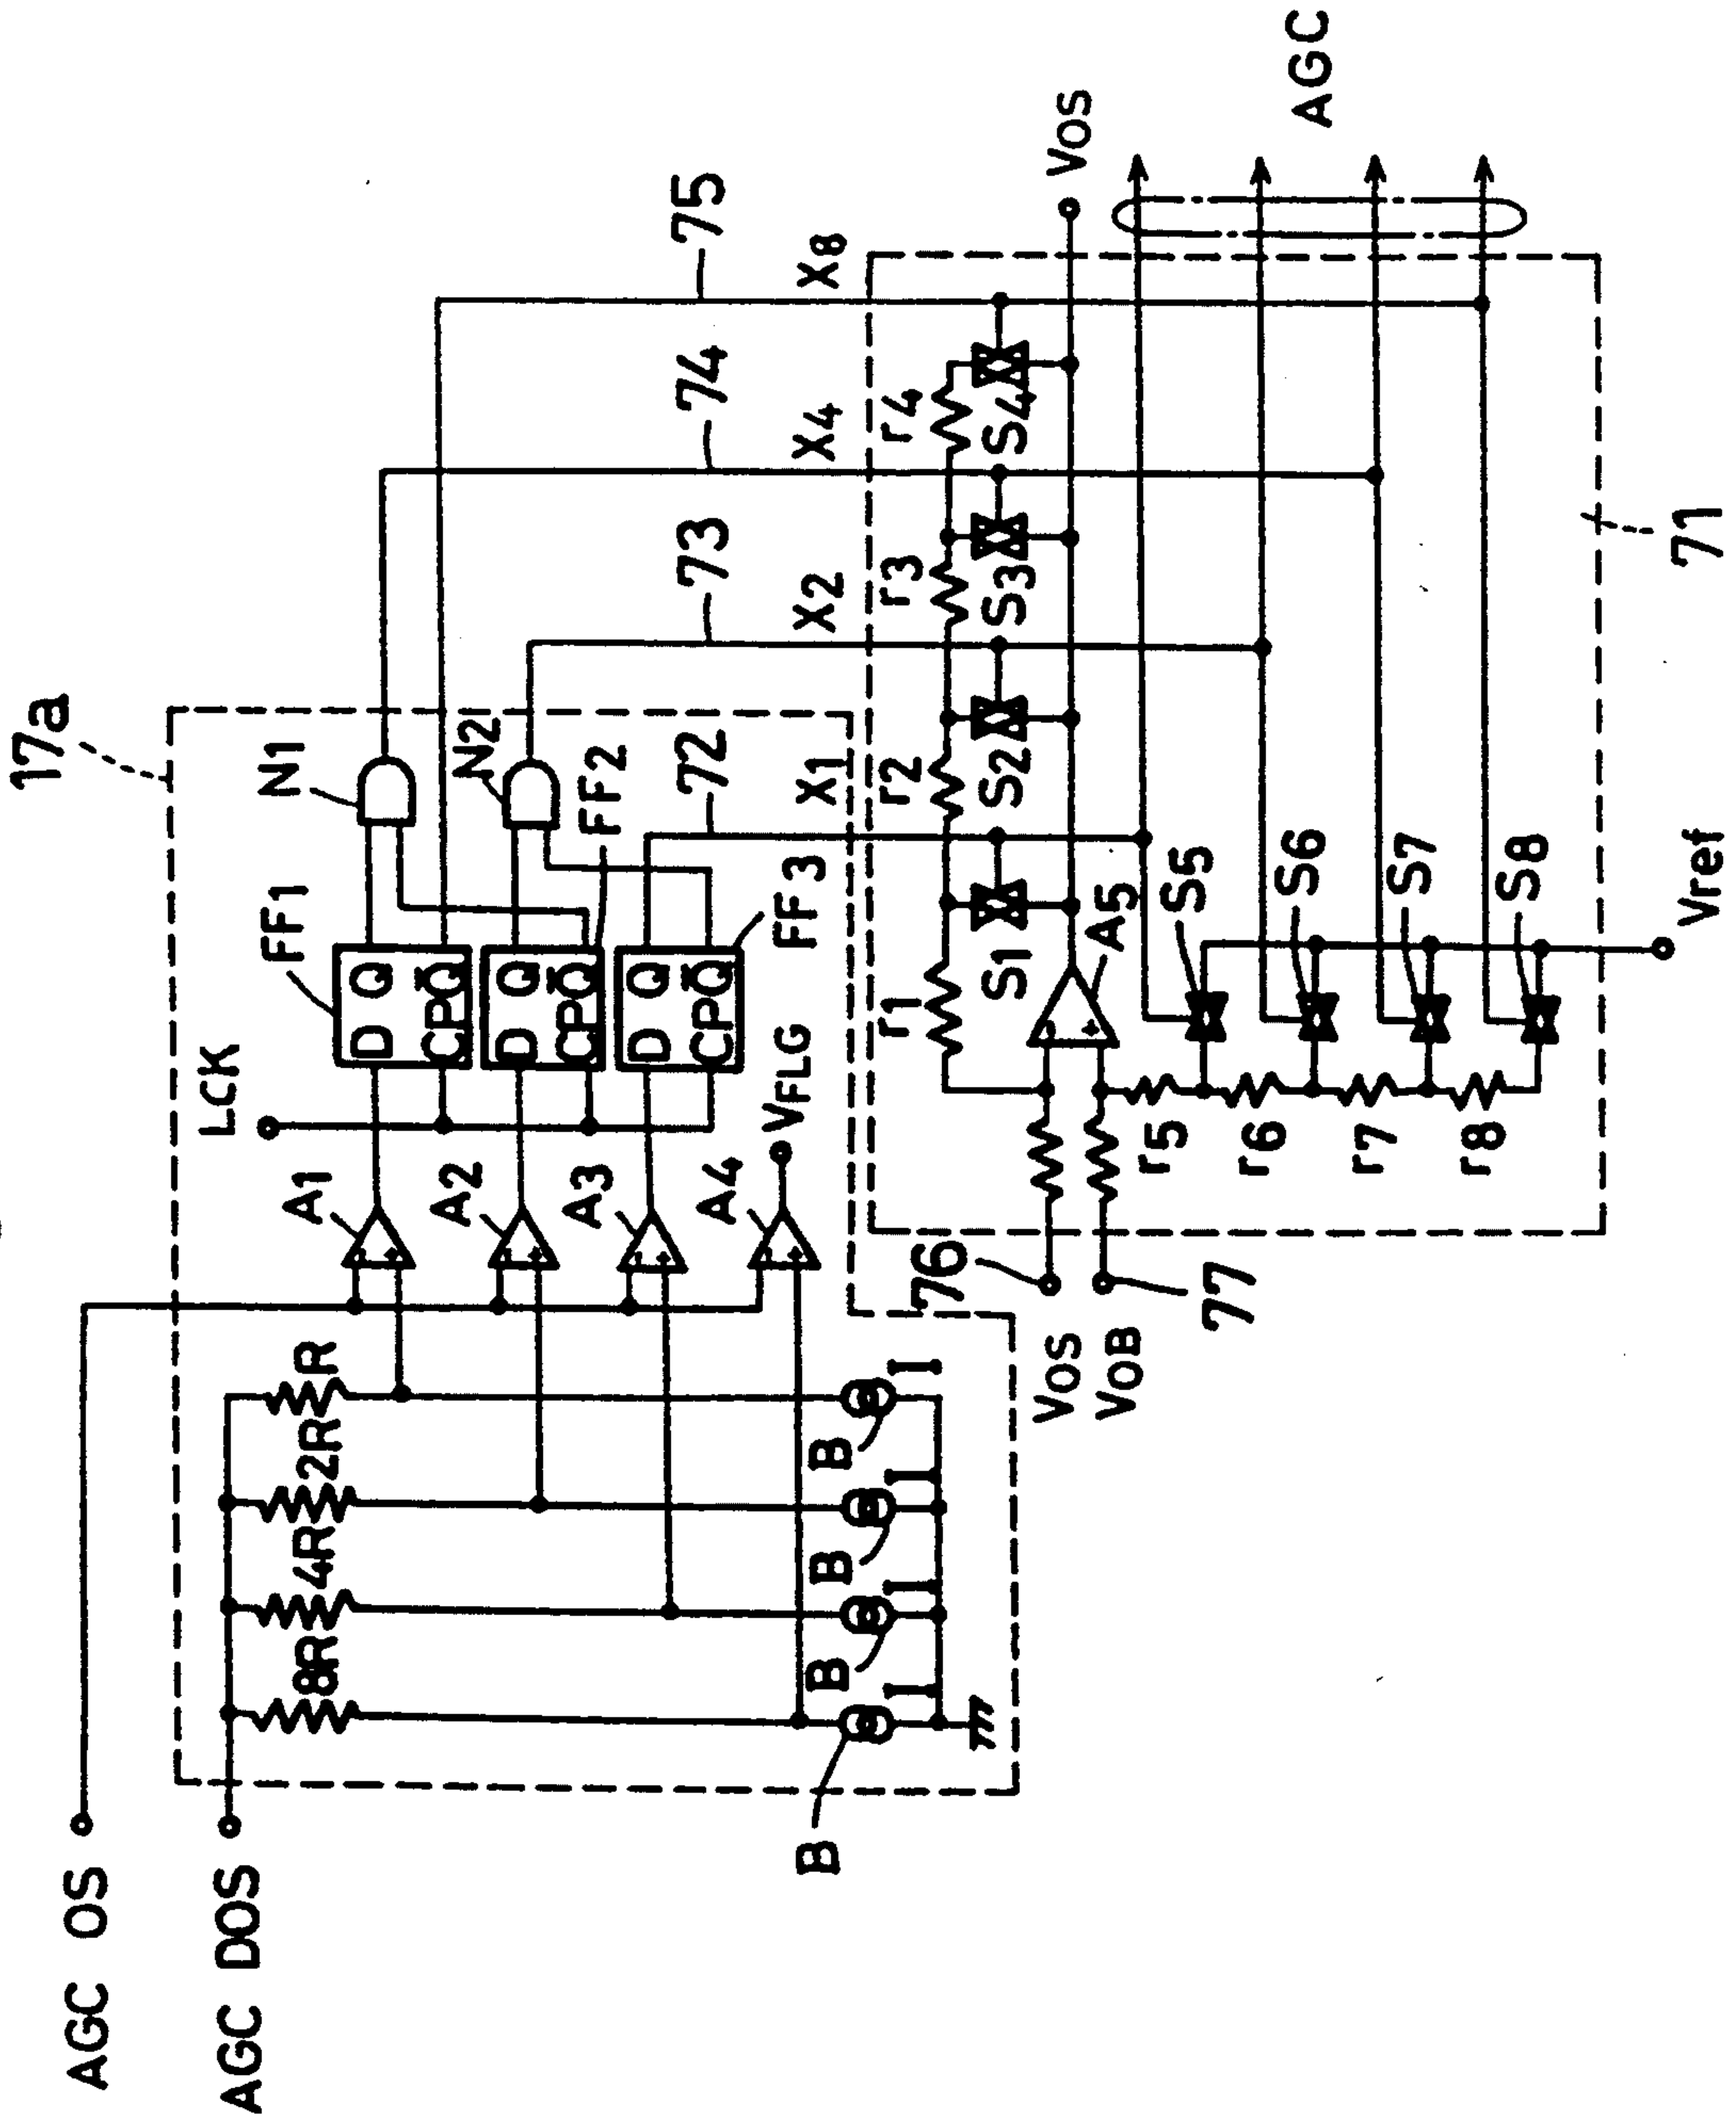 17a
AGC OS
AGC DOS
8R
4R
2R
R
B
B
B
B
I
I
I
I
A1
A2
A3
A4
LCK
VFLG
FF1
D Q
CP Q̅
D Q
CP Q̅
FF2
D Q
CP Q̅
FF3
N1
N2
72
73
74
75
X1
X2
X4
X8
r1
r2
r3
r4
S1
S2
S3
S4
A5
- +
VOS
76
VOB
77
r5
r6
r7
r8
S5
S6
S7
S8
Vref
71
VOS
AGC